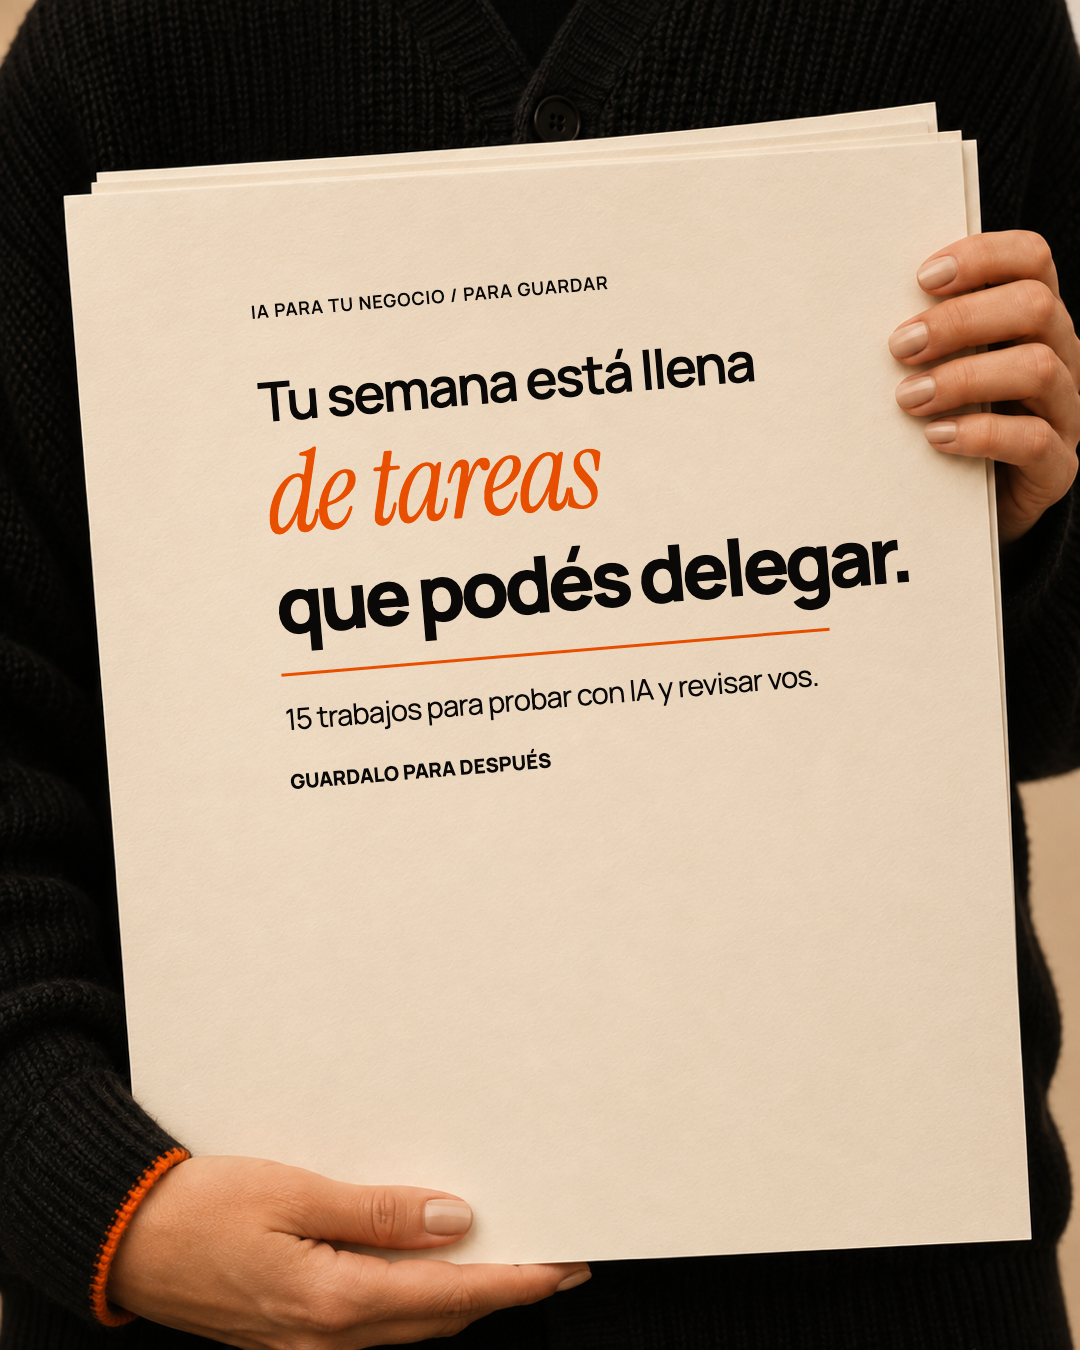 IA PARA TU NEGOCIO / PARA GUARDAR
Tu semana está llena
de tareas
que podés delegar.
15 trabajos para probar con IA y revisar vos.
GUARDALO PARA DESPUÉS